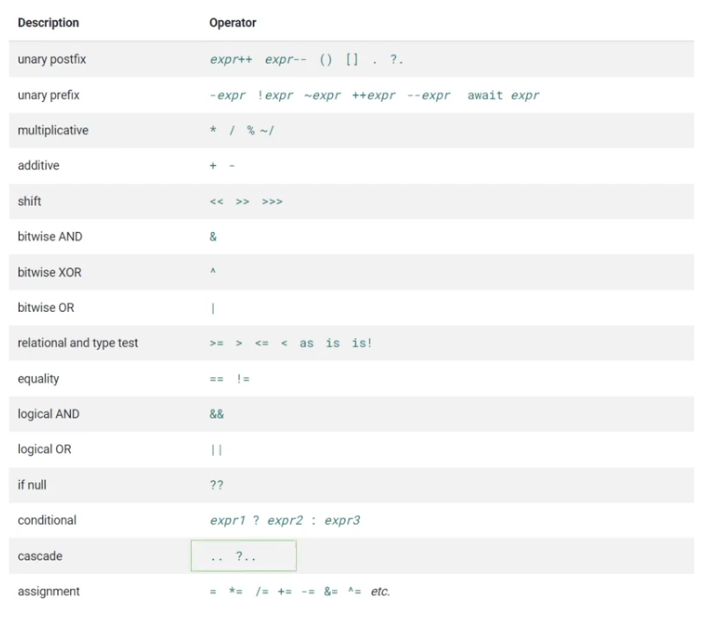 Description Operator
unary postfix expr++ expr-- () [] . ?.
unary prefix -expr !expr ~expr ++expr --expr await expr
multiplicative * / % ~/
additive + -
shift << >> >>>
bitwise AND &
bitwise XOR ^
bitwise OR |
relational and type test >= > <= < as is is!
equality == !=
logical AND &&
logical OR ||
if null ??
conditional expr1 ? expr2 : expr3
cascade .. ?..
assignment = *= /= += -= &= ^= etc.